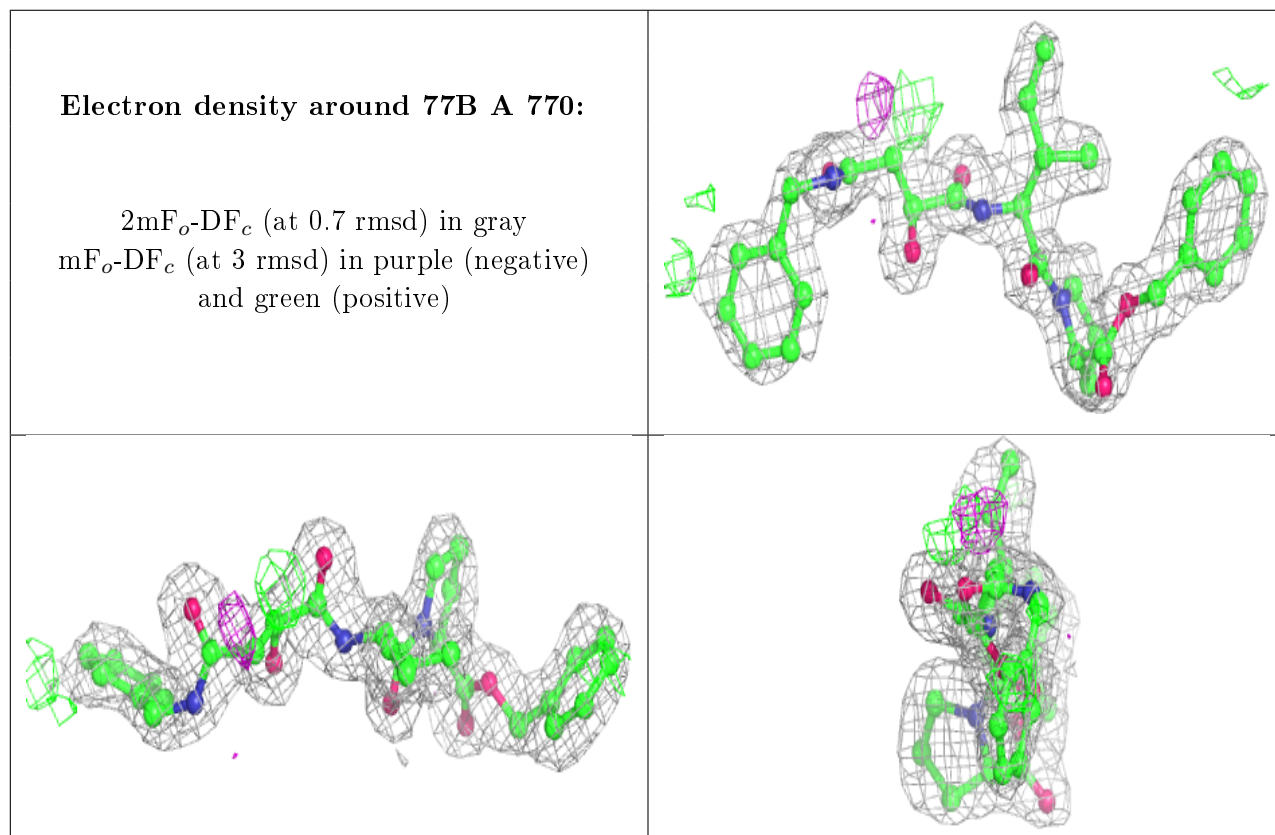 Electron density around 77B A 770:
2mFo-DFc (at 0.7 rmsd) in gray
mFo-DFc (at 3 rmsd) in purple (negative)
and green (positive)